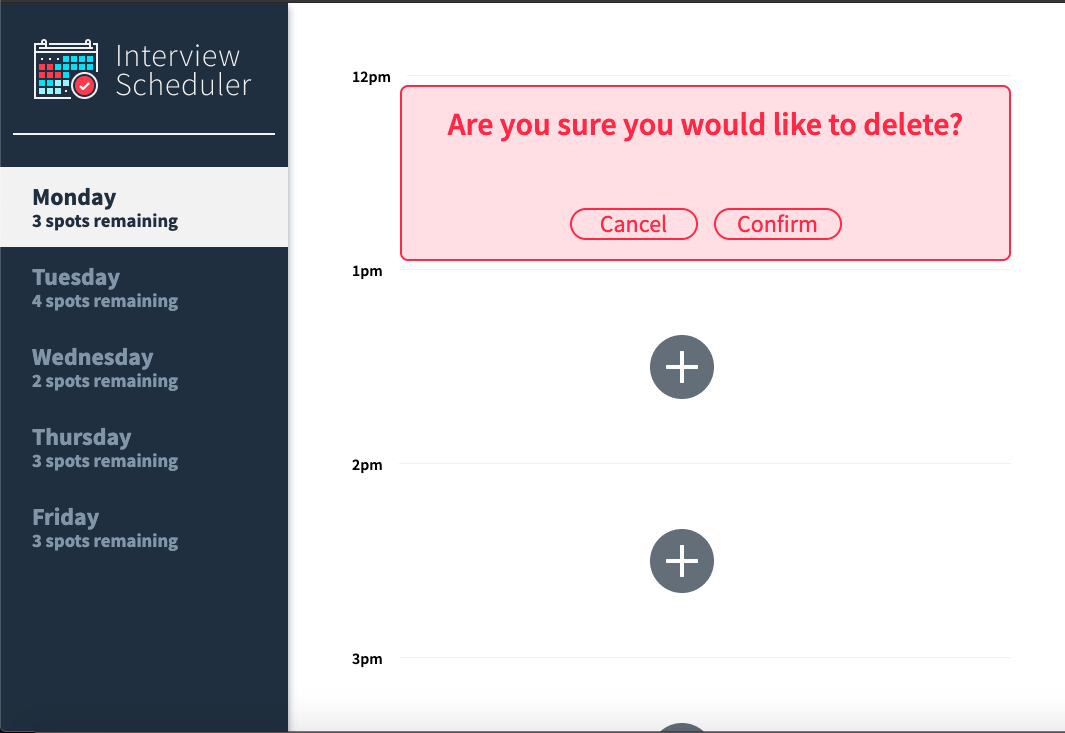 Interview
Scheduler
Monday
3 spots remaining
Tuesday
4 spots remaining
Wednesday
2 spots remaining
Thursday
3 spots remaining
Friday
3 spots remaining
12pm
Are you sure you would like to delete?
Cancel Confirm
1pm
2pm
3pm